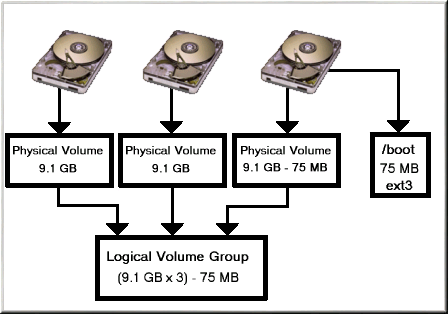 Physical Volume
9.1 GB
Physical Volume
9.1 GB
Physical Volume
9.1 GB - 75 MB
/boot
75 MB
ext3
Logical Volume Group
(9.1 GB x 3) - 75 MB